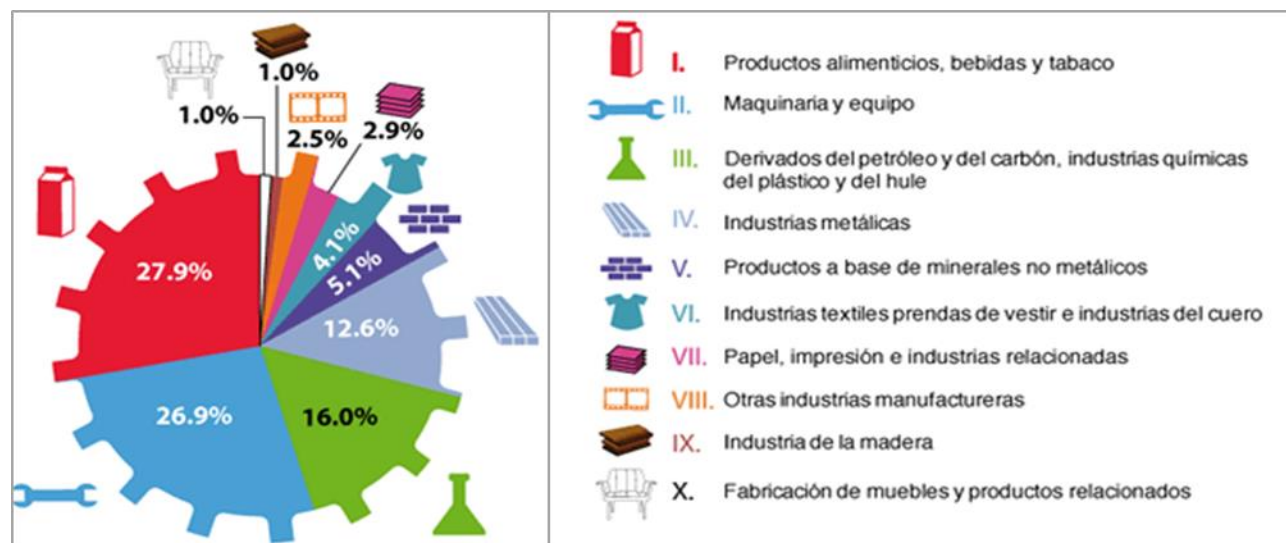 1.0%
1.0%
2.5%
2.9%
4.1%
5.1%
27.9%
12.6%
26.9%
16.0%
I. Productos alimenticios, bebidas y tabaco
II. Maquinaria y equipo
III. Derivados del petróleo y del carbón, industrias químicas
del plástico y del hule
IV. Industrias metálicas
V. Productos a base de minerales no metálicos
VI. Industrias textiles prendas de vestir e industrias del cuero
VII. Papel, impresión e industrias relacionadas
VIII. Otras industrias manufactureras
IX. Industria de la madera
X. Fabricación de muebles y productos relacionados